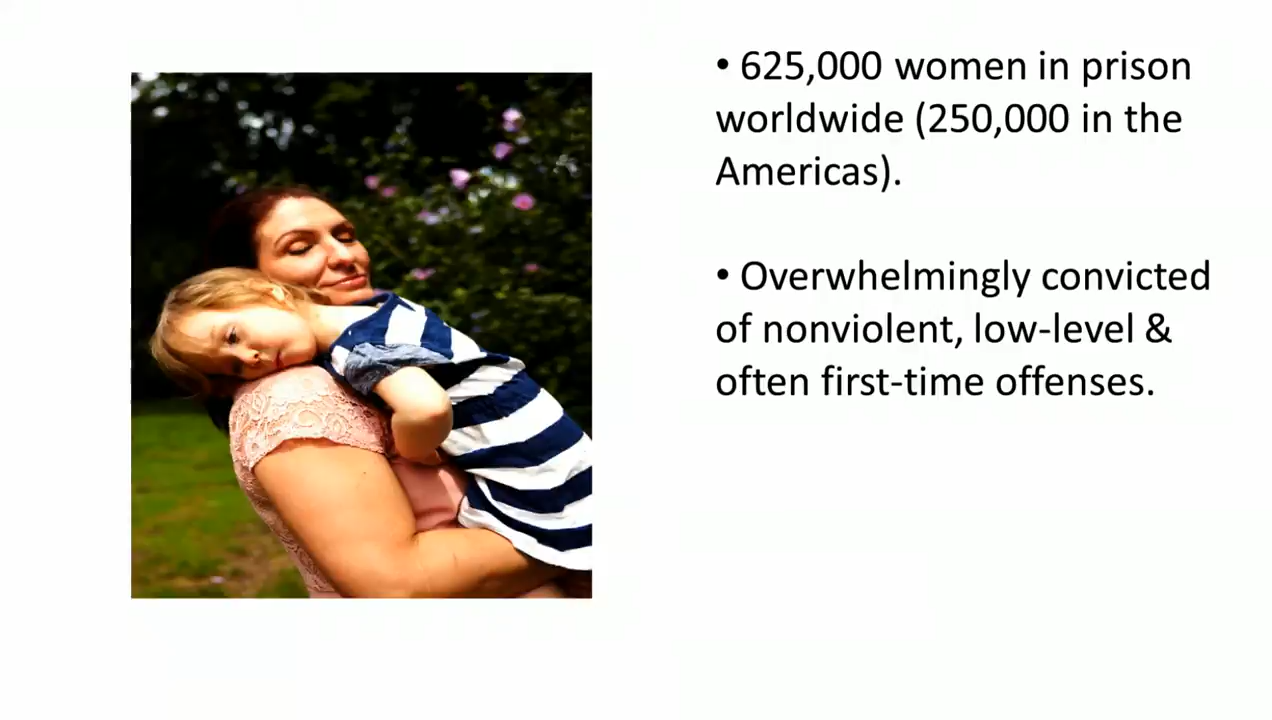 • 625,000 women in prison
worldwide (250,000 in the
Americas).
• Overwhelmingly convicted
of nonviolent, low-level &
often first-time offenses.